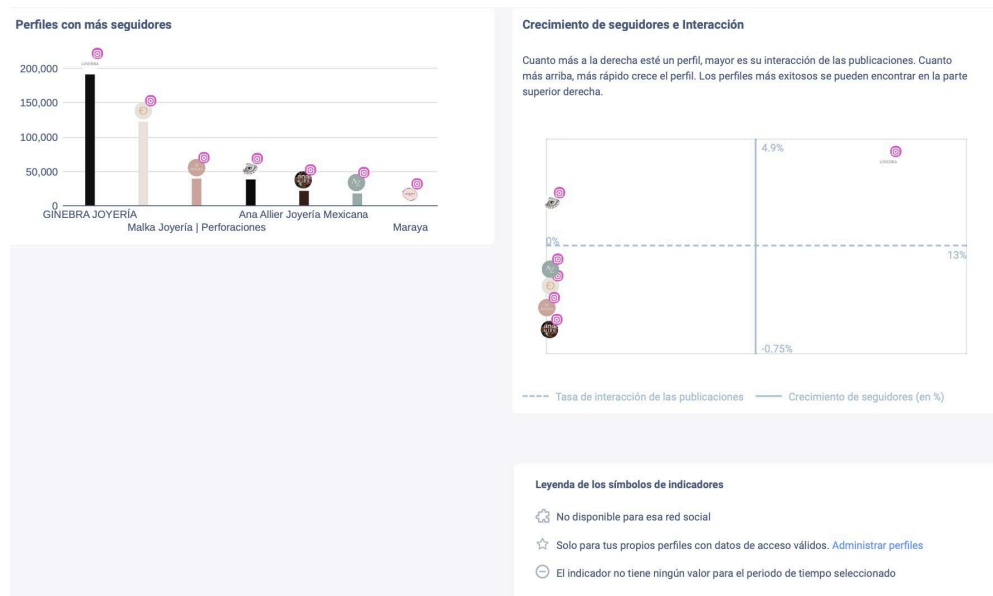 Perfiles con más seguidores
200,000
150,000
100,000
50,000
0
GINEBRA JOYERÍA
Ana Allier Joyería Mexicana
Malka Joyería | Perforaciones
Maraya
Crecimiento de seguidores e Interacción
Cuanto más a la derecha esté un perfil, mayor es su interacción de las publicaciones. Cuanto
más arriba, más rápido crece el perfil. Los perfiles más exitosos se pueden encontrar en la parte
superior derecha.
4.9%
0%
13%
-0.75%
Tasa de interacción de las publicaciones
Crecimiento de seguidores (en %)
Leyenda de los símbolos de indicadores
No disponible para esa red social
Solo para tus propios perfiles con datos de acceso válidos. Administrar perfiles
El indicador no tiene ningún valor para el periodo de tiempo seleccionado